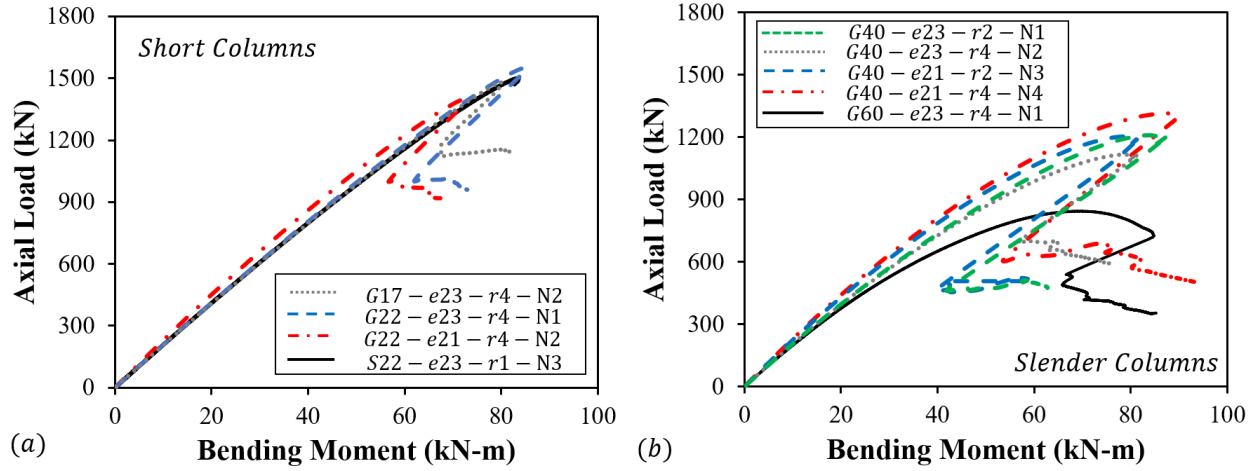 1800
1500
1200
900
600
300
0
Axial Load (kN)
Short Columns
G17 − e23 − r4 − N2
G22 − e23 − r4 − N1
G22 − e21 − r4 − N2
S22 − e23 − r1 − N3
0 20 40 60 80 100
(a) Bending Moment (kN-m)
1800
1500
1200
900
600
300
0
Axial Load (kN)
G40 − e23 − r2 − N1
G40 − e23 − r4 − N2
G40 − e21 − r2 − N3
G40 − e21 − r4 − N4
G60 − e23 − r4 − N1
Slender Columns
0 20 40 60 80 100
(b) Bending Moment (kN-m)